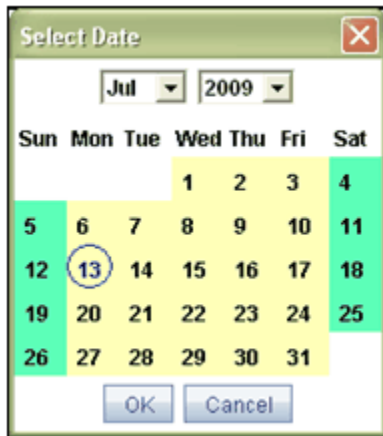 Select Date
Jul 2009
Sun Mon Tue Wed Thu Fri Sat
1 2 3 4
5 6 7 8 9 10 11
12 13 14 15 16 17 18
19 20 21 22 23 24 25
26 27 28 29 30 31
OK Cancel